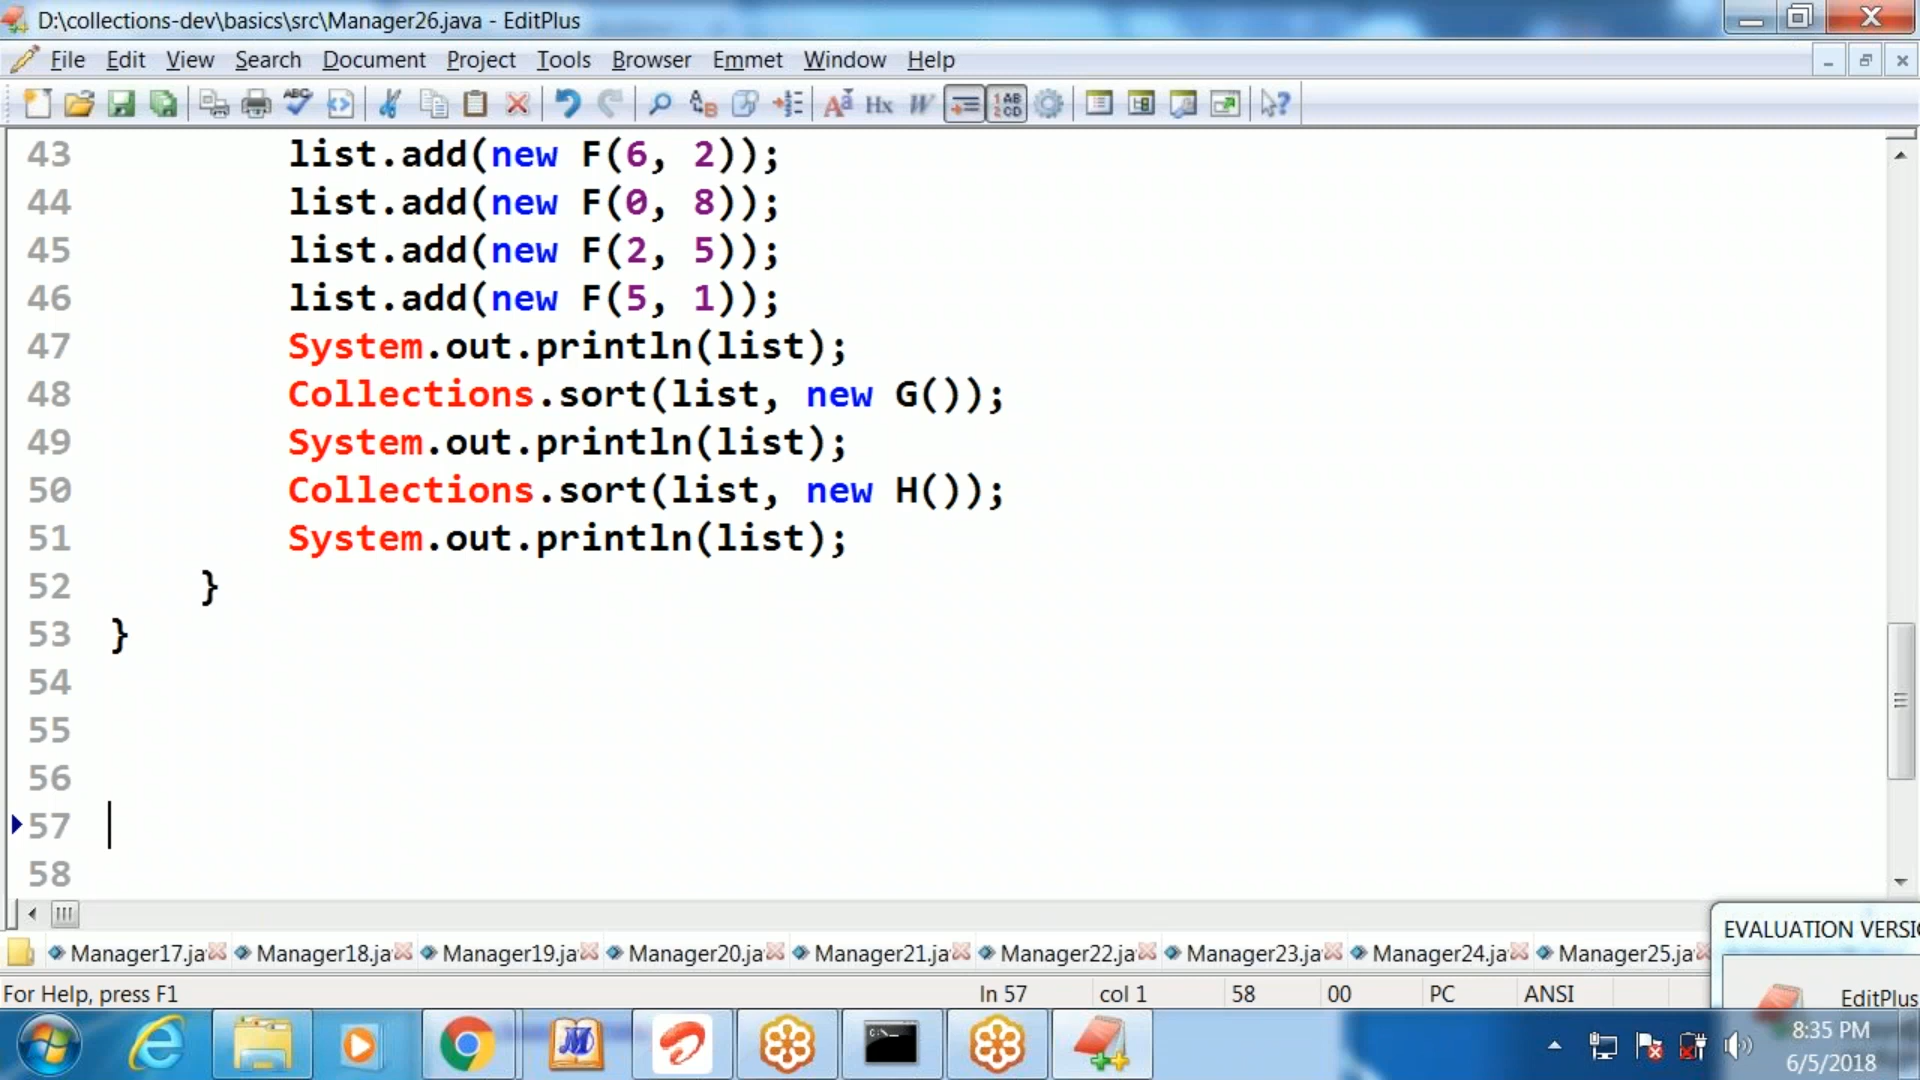 D:\collections-dev\basics\src\Manager26.java - EditPlus
File Edit View Search Document Project Tools Browser Emmet Window Help
43 list.add(new F(6, 2));
44 list.add(new F(0, 8));
45 list.add(new F(2, 5));
46 list.add(new F(5, 1));
47 System.out.println(list);
48 Collections.sort(list, new G());
49 System.out.println(list);
50 Collections.sort(list, new H());
51 System.out.println(list);
52 }
53 }
54
55
56
57
58
EVALUATION VERSI
Manager17.ja Manager18.ja Manager19.ja Manager20.ja Manager21.ja Manager22.ja Manager23.ja Manager24.ja Manager25.ja
EditPlus
For Help, press F1 ln 57 col 1 58 00 PC ANSI
8:35 PM
6/5/2018